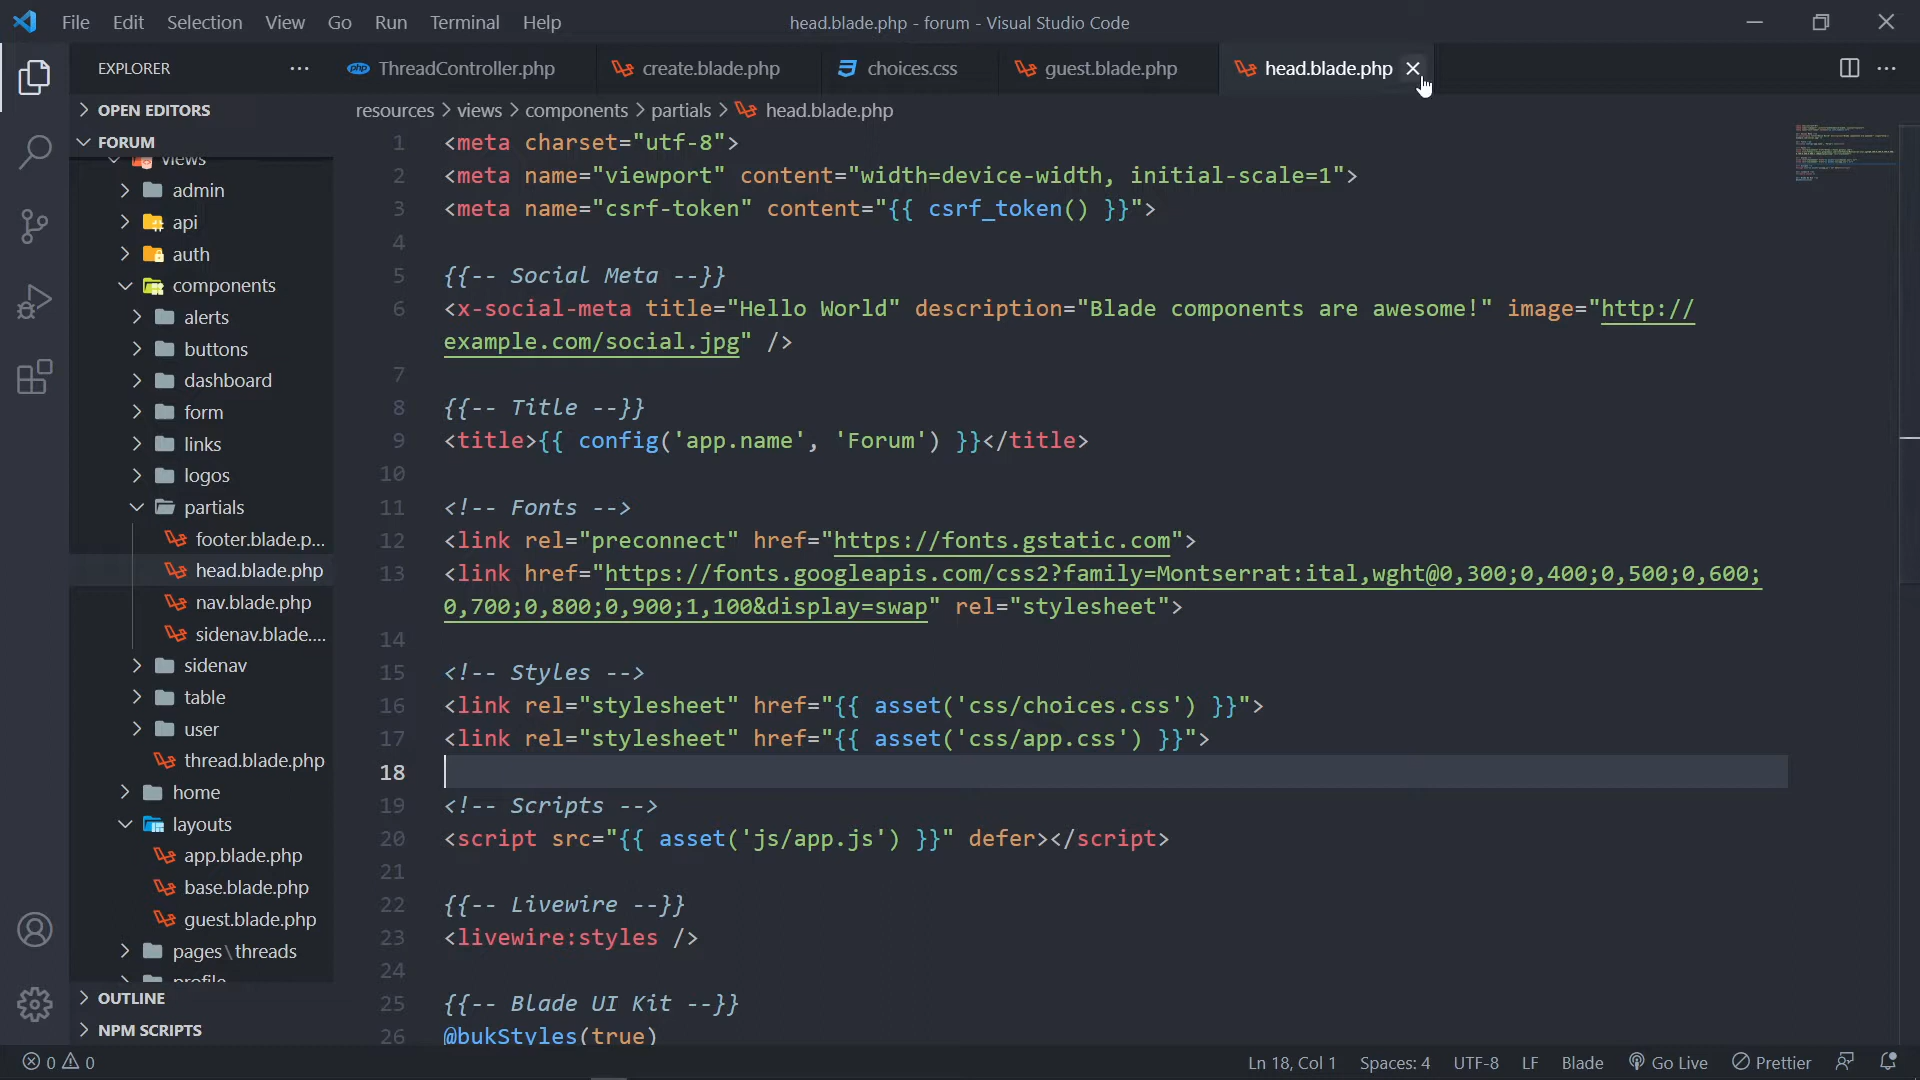 File Edit Selection View Go Run Terminal Help head.blade.php - forum - Visual Studio Code
EXPLORER ··· php ThreadController.php create.blade.php choices.css guest.blade.php head.blade.php
OPEN EDITORS
FORUM
views
admin
api
auth
components
alerts
buttons
dashboard
form
links
logos
partials
footer.blade.p...
head.blade.php
nav.blade.php
sidenav.blade....
sidenav
table
user
thread.blade.php
home
layouts
app.blade.php
base.blade.php
guest.blade.php
pages\threads
profile
OUTLINE
NPM SCRIPTS
resources > views > components > partials > head.blade.php
1 <meta charset="utf-8">
2 <meta name="viewport" content="width=device-width, initial-scale=1">
3 <meta name="csrf-token" content="{{ csrf_token() }}">
4
5 {{-- Social Meta --}}
6 <x-social-meta title="Hello World" description="Blade components are awesome!" image="http://
example.com/social.jpg" />
7
8 {{-- Title --}}
9 <title>{{ config('app.name', 'Forum') }}</title>
10
11 <!-- Fonts -->
12 <link rel="preconnect" href="https://fonts.gstatic.com">
13 <link href="https://fonts.googleapis.com/css2?family=Montserrat:ital,wght@0,300;0,400;0,500;0,600;
0,700;0,800;0,900;1,100&display=swap" rel="stylesheet">
14
15 <!-- Styles -->
16 <link rel="stylesheet" href="{{ asset('css/choices.css') }}">
17 <link rel="stylesheet" href="{{ asset('css/app.css') }}">
18
19 <!-- Scripts -->
20 <script src="{{ asset('js/app.js') }}" defer></script>
21
22 {{-- Livewire --}}
23 <livewire:styles />
24
25 {{-- Blade UI Kit --}}
26 @bukStyles(true)
0 0 Ln 18, Col 1 Spaces: 4 UTF-8 LF Blade Go Live Prettier